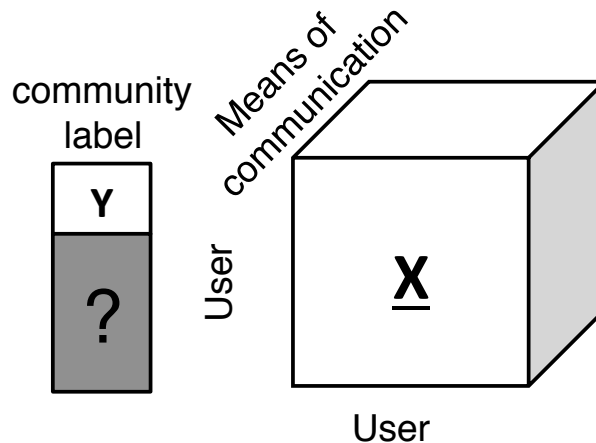 community
label
Y
?
Means of
communication
User
X
User